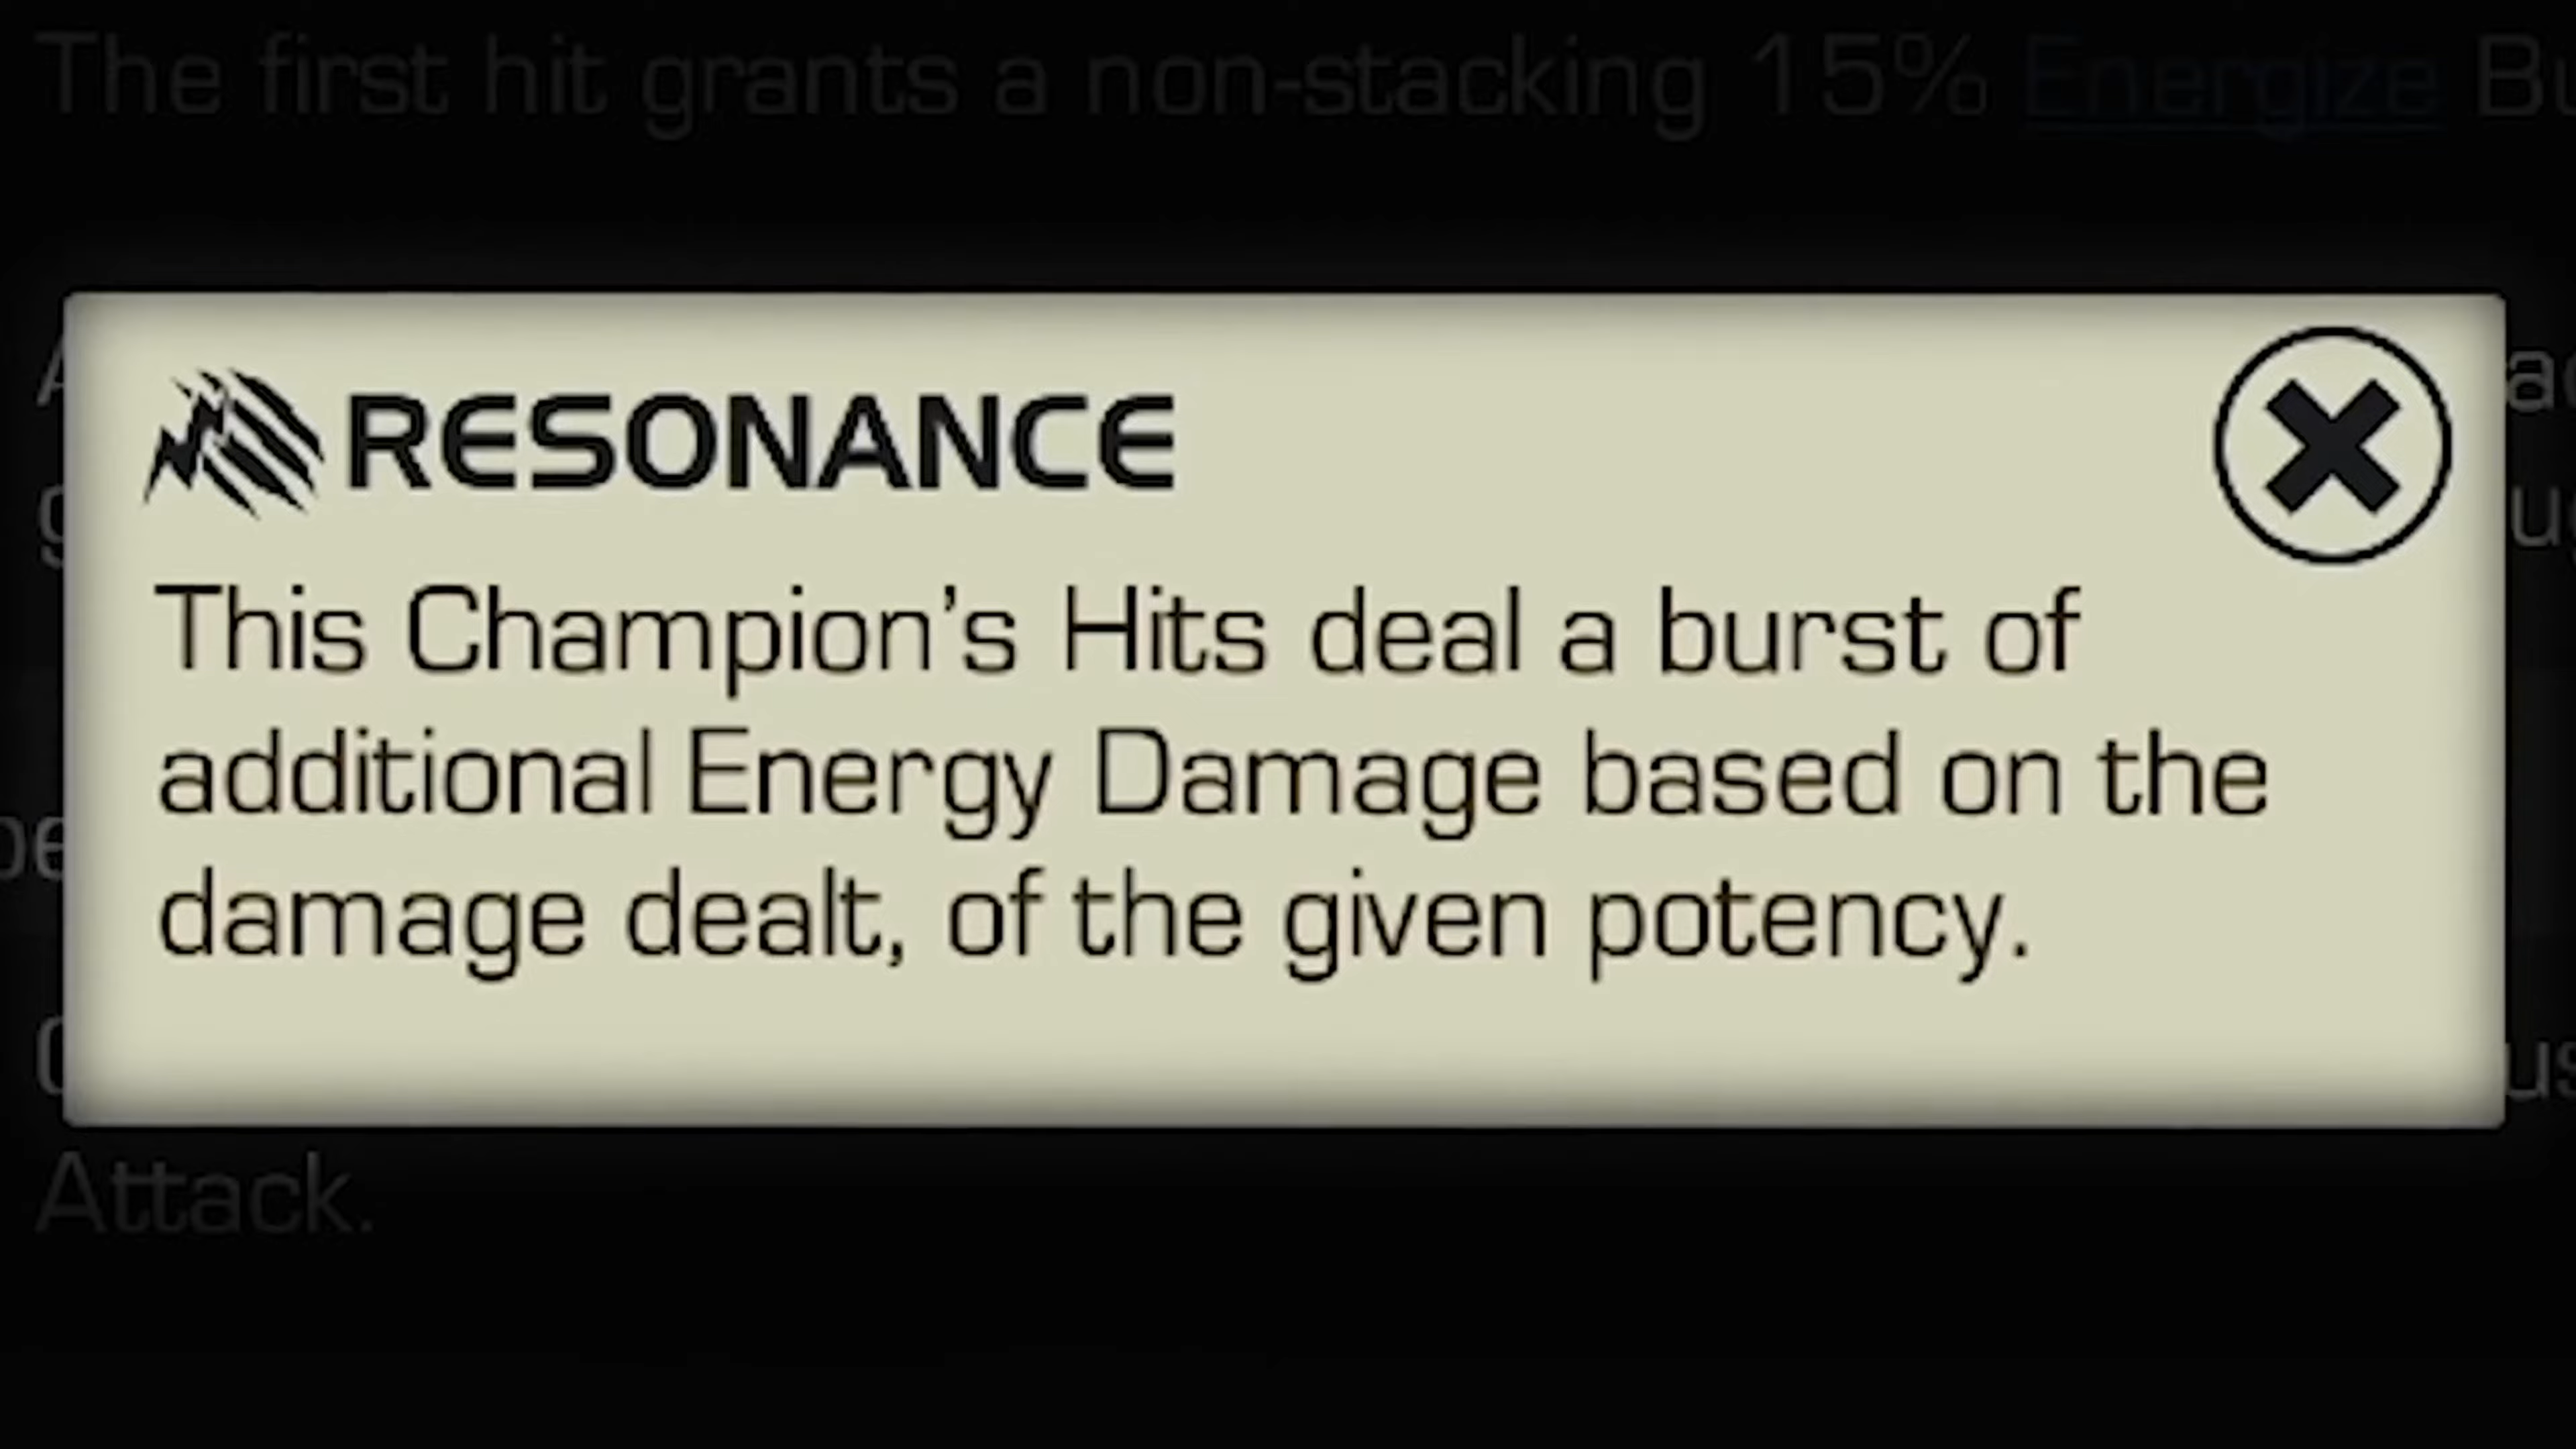 The first hit grants a non-stacking 15% Energize
RESONANCE
This Champion’s Hits deal a burst of
additional Energy Damage based on the
damage dealt, of the given potency.
Attack.